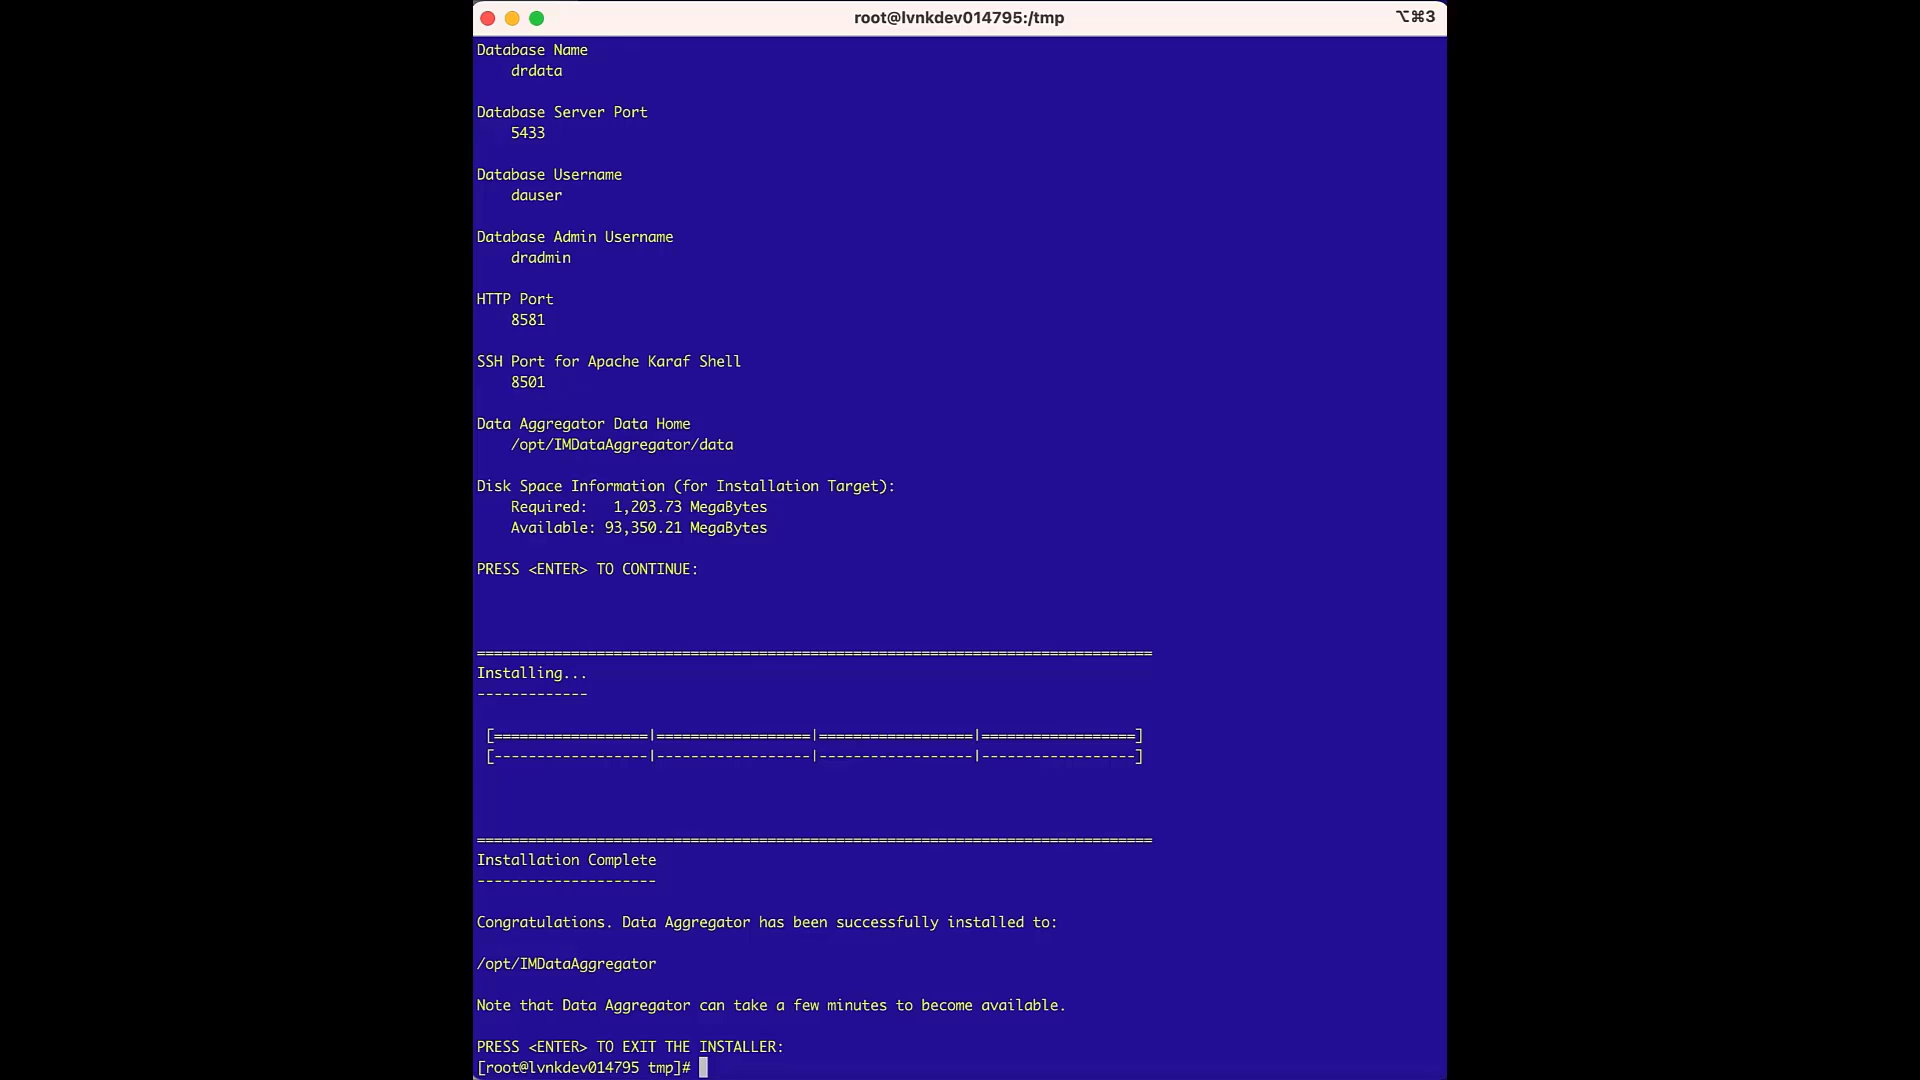 root@lvnkdev014795:/tmp
⌥⌘3
Database Name
drdata
Database Server Port
5433
Database Username
dauser
Database Admin Username
dradmin
HTTP Port
8581
SSH Port for Apache Karaf Shell
8501
Data Aggregator Data Home
/opt/IMDataAggregator/data
Disk Space Information (for Installation Target):
Required:   1,203.73 MegaBytes
Available: 93,350.21 MegaBytes
PRESS <ENTER> TO CONTINUE:
===============================================================================
Installing...
-------------
[==================|==================|==================|==================]
[------------------|------------------|------------------|------------------]
===============================================================================
Installation Complete
---------------------
Congratulations. Data Aggregator has been successfully installed to:
/opt/IMDataAggregator
Note that Data Aggregator can take a few minutes to become available.
PRESS <ENTER> TO EXIT THE INSTALLER:
[root@lvnkdev014795 tmp]#